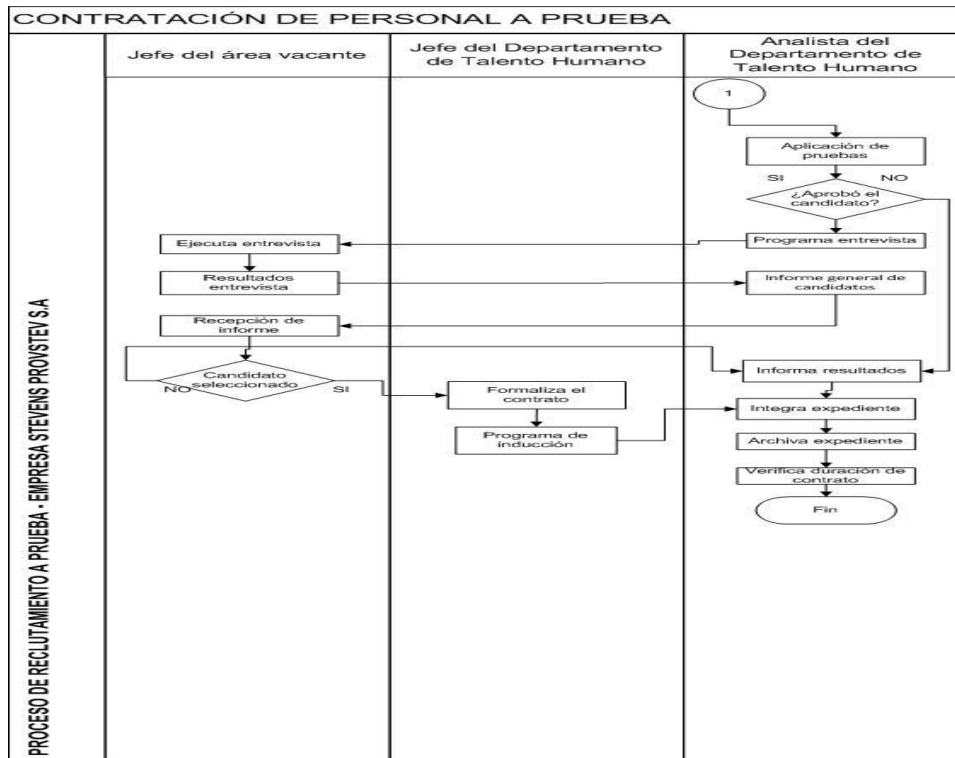 CONTRATACIÓN DE PERSONAL A PRUEBA
PROCESO DE RECLUTAMIENTO A PRUEBA - EMPRESA STEVENS PROVSTEV S.A
Jefe del área vacante
Jefe del Departamento
de Talento Humano
Analista del
Departamento de
Talento Humano
1
Aplicación de
pruebas
SI
NO
¿Aprobó el
candidato?
Programa entrevista
Ejecuta entrevista
Resultados
entrevista
Informe general de
candidatos
Recepción de
informe
Candidato
seleccionado
NO
SI
Informa resultados
Formaliza el
contrato
Integra expediente
Programa de
inducción
Archiva expediente
Verifica duración de
contrato
Fin